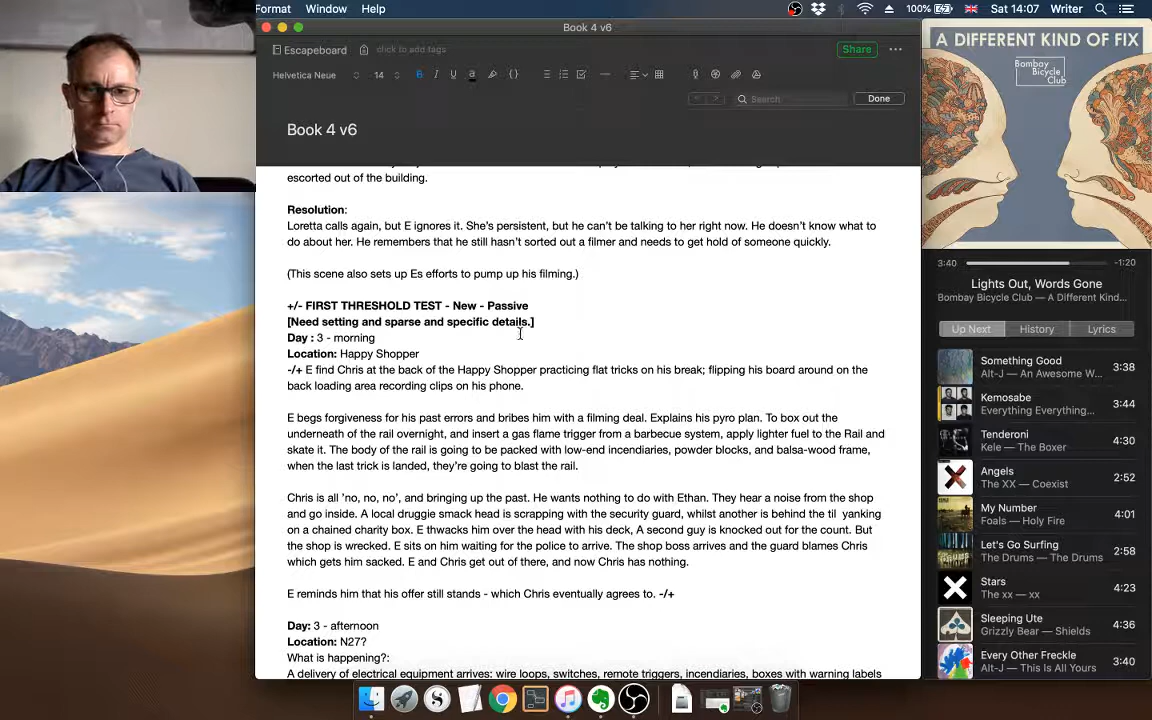 Format Window Help
100% Sat 14:07 Writer
Book 4 v6
Escapeboard click to add tags
Share
Helvetica Neue 14 B I U a {}
Search Done
Book 4 v6
escorted out of the building.
Resolution:
Loretta calls again, but E ignores it. She's persistent, but he can't be talking to her right now. He doesn't know what to
do about her. He remembers that he still hasn't sorted out a filmer and needs to get hold of someone quickly.
(This scene also sets up Es efforts to pump up his filming.)
+/- FIRST THRESHOLD TEST - New - Passive
[Need setting and sparse and specific details.]
Day : 3 - morning
Location: Happy Shopper
-/+ E find Chris at the back of the Happy Shopper practicing flat tricks on his break; flipping his board around on the
back loading area recording clips on his phone.
E begs forgiveness for his past errors and bribes him with a filming deal. Explains his pyro plan. To box out the
underneath of the rail overnight, and insert a gas flame trigger from a barbecue system, apply lighter fuel to the Rail and
skate it. The body of the rail is going to be packed with low-end incendiaries, powder blocks, and balsa-wood frame,
when the last trick is landed, they're going to blast the rail.
Chris is all 'no, no, no', and bringing up the past. He wants nothing to do with Ethan. They hear a noise from the shop
and go inside. A local druggie smack head is scrapping with the security guard, whilst another is behind the til yanking
on a chained charity box. E thwacks him over the head with his deck, A second guy is knocked out for the count. But
the shop is wrecked. E sits on him waiting for the police to arrive. The shop boss arrives and the guard blames Chris
which gets him sacked. E and Chris get out of there, and now Chris has nothing.
E reminds him that his offer still stands - which Chris eventually agrees to. -/+
Day: 3 - afternoon
Location: N27?
What is happening?:
A delivery of electrical equipment arrives: wire loops, switches, remote triggers, incendiaries, boxes with warning labels
A DIFFERENT KIND OF FIX
Bombay
Bicycle
Club
3:40 -1:20
Lights Out, Words Gone
Bombay Bicycle Club — A Different Kind...
Up Next History Lyrics
Something Good
Alt-J — An Awesome W... 3:38
Kemosabe
Everything Everything... 3:44
Tenderoni
Kele — The Boxer 4:30
Angels
The XX — Coexist 2:52
My Number
Foals — Holy Fire 4:01
Let's Go Surfing
The Drums — The Drums 2:58
Stars
The xx — xx 4:23
Sleeping Ute
Grizzly Bear — Shields 4:36
Every Other Freckle
Alt-J — This Is All Yours 3:40